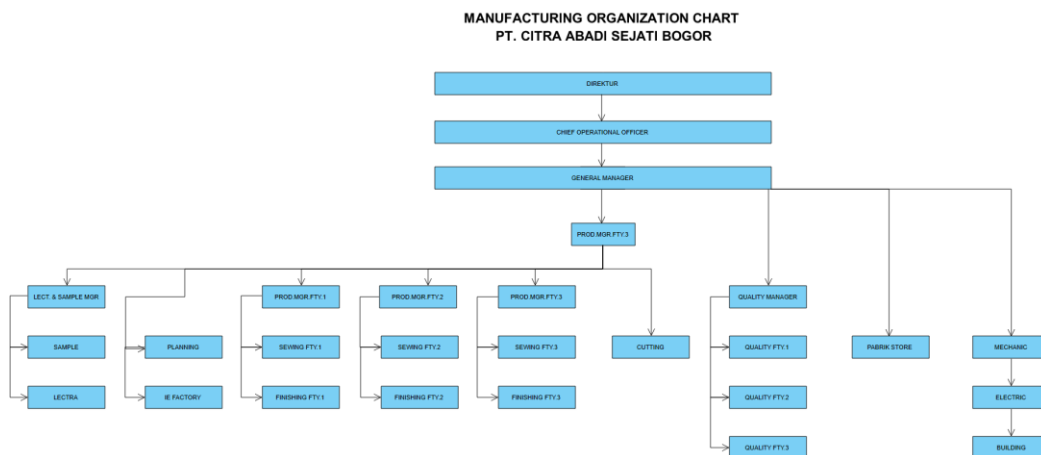 MANUFACTURING ORGANIZATION CHART
PT. CITRA ABADI SEJATI BOGOR
DIREKTUR
CHIEF OPERATIONAL OFFICER
GENERAL MANAGER
PROD.MGR.FTY.3
LECT. & SAMPLE MGR
PROD.MGR.FTY.1
PROD.MGR.FTY.2
PROD.MGR.FTY.3
QUALITY MANAGER
SAMPLE
PLANNING
SEWING FTY.1
SEWING FTY.2
SEWING FTY.3
CUTTING
QUALITY FTY.1
PABRIK STORE
MECHANIC
LECTRA
IE FACTORY
FINISHING FTY.1
FINISHING FTY.2
FINISHING FTY.3
QUALITY FTY.2
ELECTRIC
QUALITY FTY.3
BUILDING